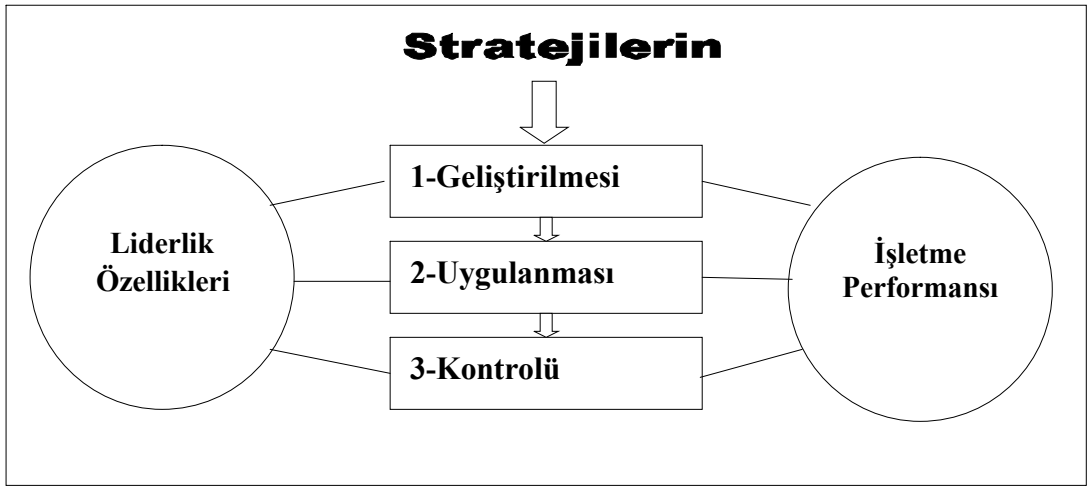 Stratejilerin
1-Geliştirilmesi
Liderlik
Özellikleri
2-Uygulanması
İşletme
Performansı
3-Kontrolü